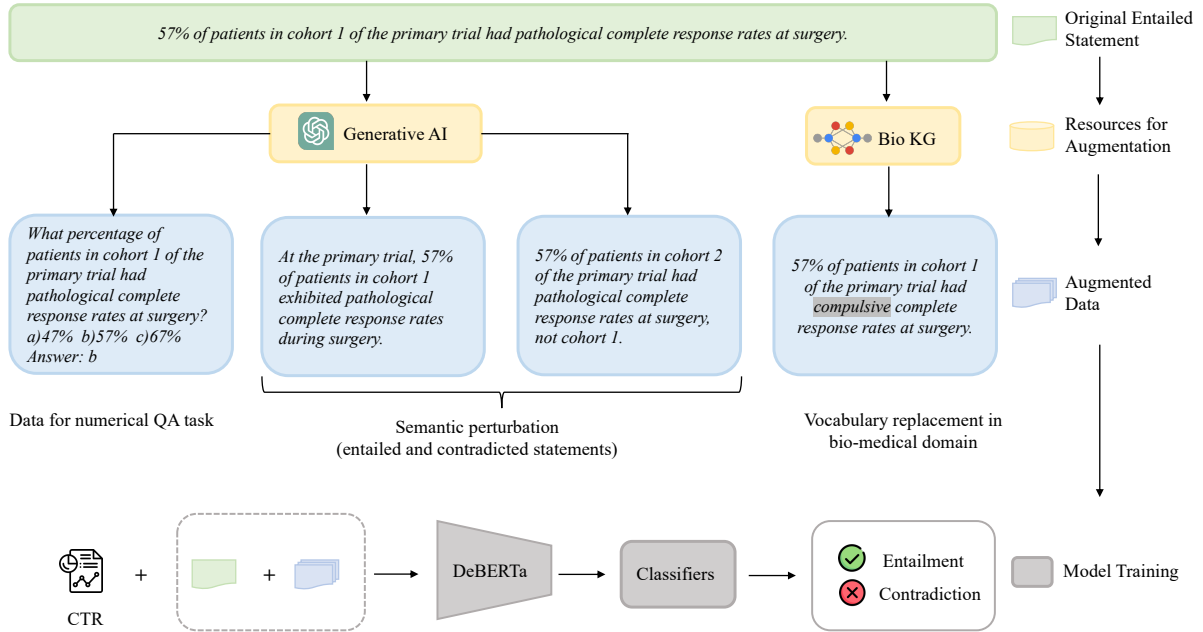 57% of patients in cohort 1 of the primary trial had pathological complete response rates at surgery.
Original Entailed
Statement
Generative AI
Bio KG
Resources for
Augmentation
What percentage of
patients in cohort 1 of the
primary trial had
pathological complete
response rates at surgery?
a)47% b)57% c)67%
Answer: b
At the primary trial, 57%
of patients in cohort 1
exhibited pathological
complete response rates
during surgery.
57% of patients in cohort 2
of the primary trial had
pathological complete
response rates at surgery,
not cohort 1.
57% of patients in cohort 1
of the primary trial had
compulsive complete
response rates at surgery.
Augmented
Data
Data for numerical QA task
Semantic perturbation
(entailed and contradicted statements)
Vocabulary replacement in
bio-medical domain
CTR
+
+
DeBERTa
Classifiers
Entailment
Contradiction
Model Training